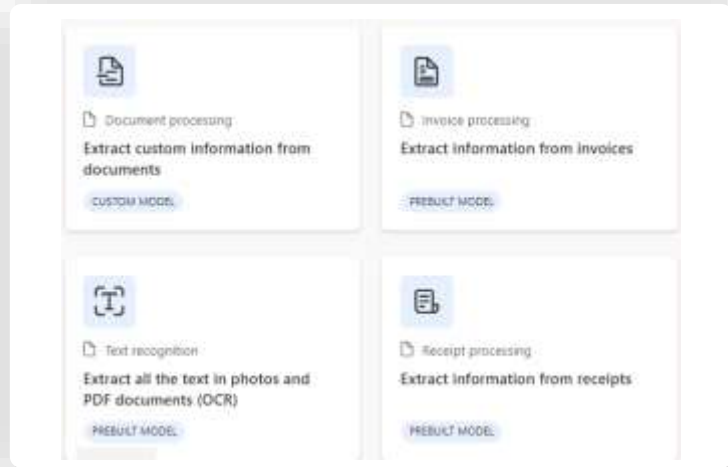 Document processing
Extract custom information from
documents
CUSTOM MODEL
Invoice processing
Extract information from invoices
PREBUILT MODEL
Text recognition
Extract all the text in photos and
PDF documents (OCR)
PREBUILT MODEL
Receipt processing
Extract information from receipts
PREBUILT MODEL